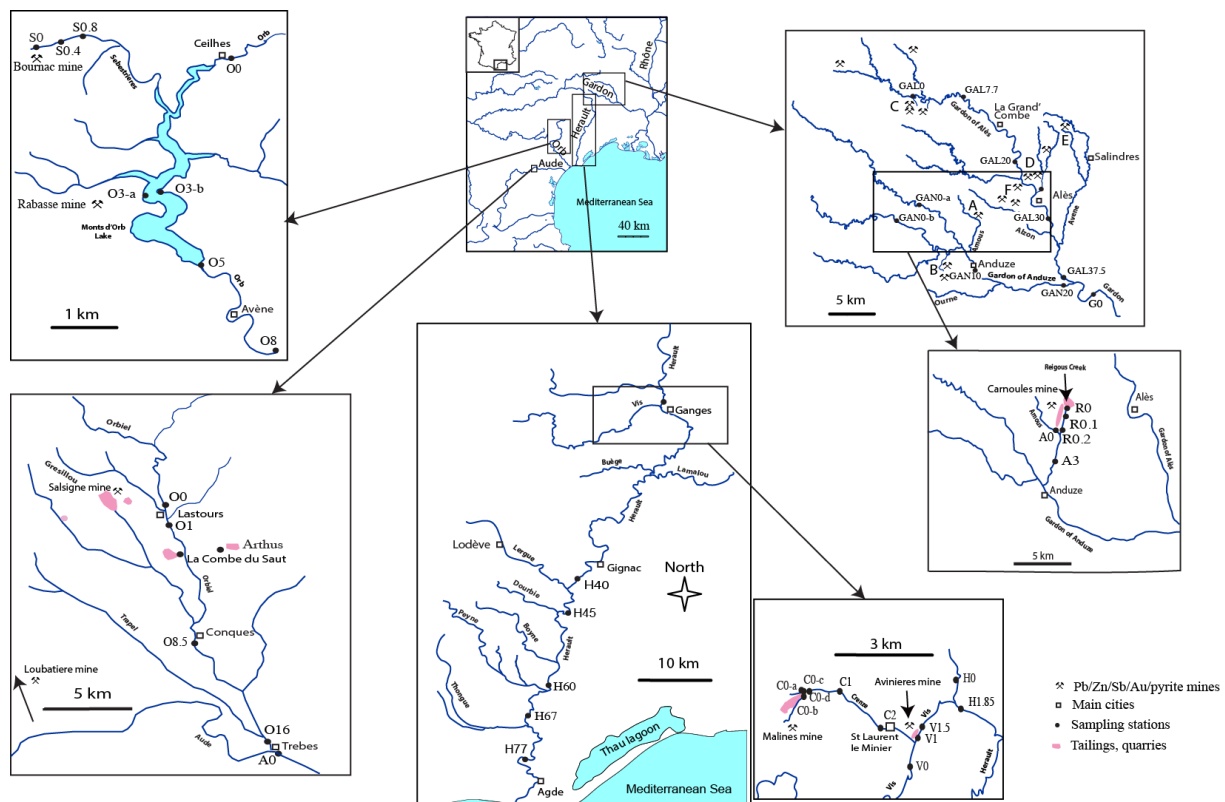 S0
S0.4
S0.8
Bournac mine
Sebestrières
Ceilhes
O0
Orb
O3-a
O3-b
Rabasse mine
Monts d'Orb
Lake
O5
Orb
1 km
Avène
O8
Rhône
Gardon
Herault
Orb
Aude
Mediterranean Sea
40 km
GAL0
GAL7.7
C
La Grand'
Combe
Gardon of Alès
E
GAL20
D
Salindres
F
Alès
GAN0-a
A
GAN0-b
GAL30
Alzon
Avene
Amous
Anduze
B
GAN10
Gardon of Anduze
GAL37.5
GAN20
Gardon
G0
Ourne
5 km
Reigous Creek
Carnoules mine
Alès
R0
Amous
R0.1
A0
R0.2
A3
Gardon of Alès
Anduze
Gardon of Anduze
5 km
Orbiel
Gresillou
Salsigne mine
O0
Lastours
O1
Arthus
La Combe du Saut
Orbiel
Trapel
Conques
O8.5
Aude
Loubatiere mine
5 km
O16
Trebes
A0
Herault
Vis
Ganges
Buège
Lamalou
Herault
Lodève
Lergue
Gignac
H40
North
Dourbie
H45
Peyne
Boyne
Herault
10 km
Thongue
H60
H67
H77
Thau lagoon
Agde
Mediterranean Sea
3 km
C0-a
C0-c
C1
C0-d
C0-b
Crenze
Avinieres mine
H0
Vis
H1.85
C2
V1.5
St Laurent
le Minier
V1
Malines mine
V0
Vis
Herault
Pb/Zn/Sb/Au/pyrite mines
Main cities
Sampling stations
Tailings, quarries